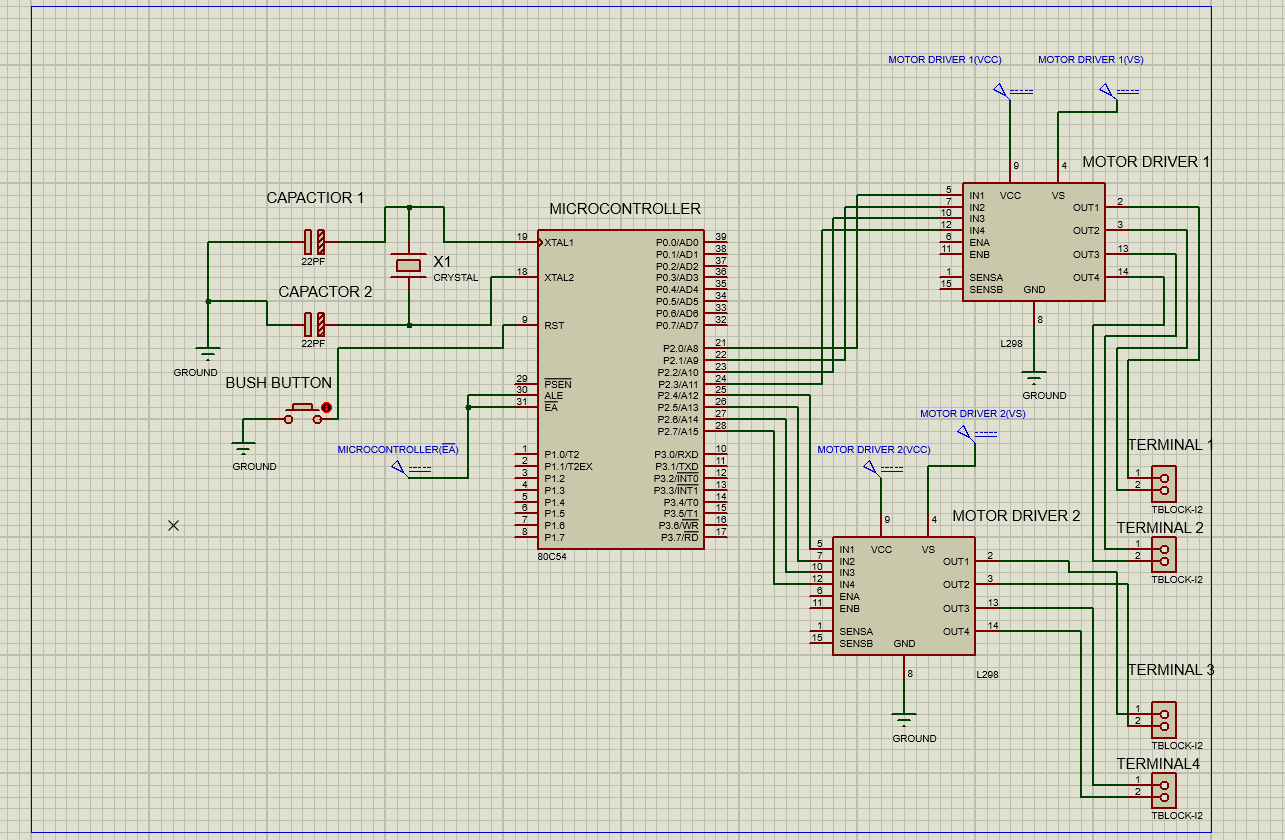 MOTOR DRIVER 1(VCC)
MOTOR DRIVER 1(VS)
MOTOR DRIVER 1
9
4
5 IN1 VCC VS
7 IN2 OUT1 2
10 IN3
12 IN4 OUT2 3
6 ENA
11 ENB OUT3 13
1 SENSA OUT4 14
15 SENSB GND
8
L298
GROUND
CAPACTIOR 1
22PF
X1
CRYSTAL
CAPACTOR 2
22PF
GROUND
BUSH BUTTON
GROUND
MICROCONTROLLER(EA)
MICROCONTROLLER
19 XTAL1 P0.0/AD0 39
P0.1/AD1 38
P0.2/AD2 37
18 XTAL2 P0.3/AD3 36
P0.4/AD4 35
P0.5/AD5 34
P0.6/AD6 33
9 RST P0.7/AD7 32
P2.0/A8 21
P2.1/A9 22
P2.2/A10 23
29 PSEN P2.3/A11 24
30 ALE P2.4/A12 25
31 EA P2.5/A13 26
P2.6/A14 27
P2.7/A15 28
1 P1.0/T2 P3.0/RXD 10
2 P1.1/T2EX P3.1/TXD 11
3 P1.2 P3.2/INT0 12
4 P1.3 P3.3/INT1 13
5 P1.4 P3.4/T0 14
6 P1.5 P3.5/T1 15
7 P1.6 P3.6/WR 16
8 P1.7 P3.7/RD 17
80C54
MOTOR DRIVER 2(VS)
MOTOR DRIVER 2(VCC)
MOTOR DRIVER 2
9
4
5 IN1 VCC VS
7 IN2 OUT1 2
10 IN3
12 IN4 OUT2 3
6 ENA
11 ENB OUT3 13
1 SENSA OUT4 14
15 SENSB GND
8
L298
GROUND
TERMINAL 1
1
2
TBLOCK-I2
TERMINAL 2
1
2
TBLOCK-I2
TERMINAL 3
1
2
TBLOCK-I2
TERMINAL4
1
2
TBLOCK-I2